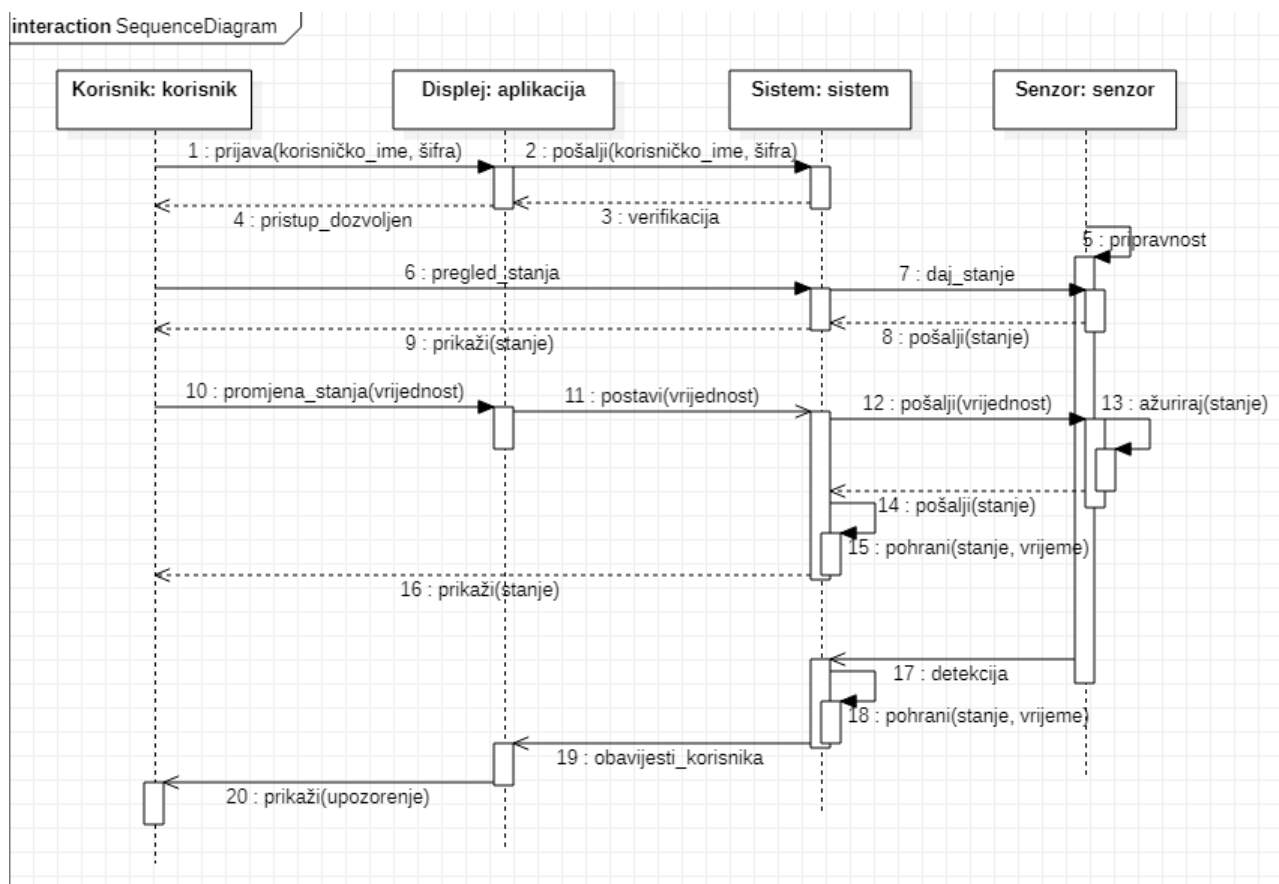 interaction SequenceDiagram
Korisnik: korisnik
Displej: aplikacija
Sistem: sistem
Senzor: senzor
1 : prijava(korisničko_ime, šifra)
2 : pošalji(korisničko_ime, šifra)
3 : verifikacija
4 : pristup_dozvoljen
5 : pripravnost
6 : pregled_stanja
7 : daj_stanje
8 : pošalji(stanje)
9 : prikaži(stanje)
10 : promjena_stanja(vrijednost)
11 : postavi(vrijednost)
12 : pošalji(vrijednost)
13 : ažuriraj(stanje)
14 : pošalji(stanje)
15 : pohrani(stanje, vrijeme)
16 : prikaži(stanje)
17 : detekcija
18 : pohrani(stanje, vrijeme)
19 : obavijesti_korisnika
20 : prikaži(upozorenje)